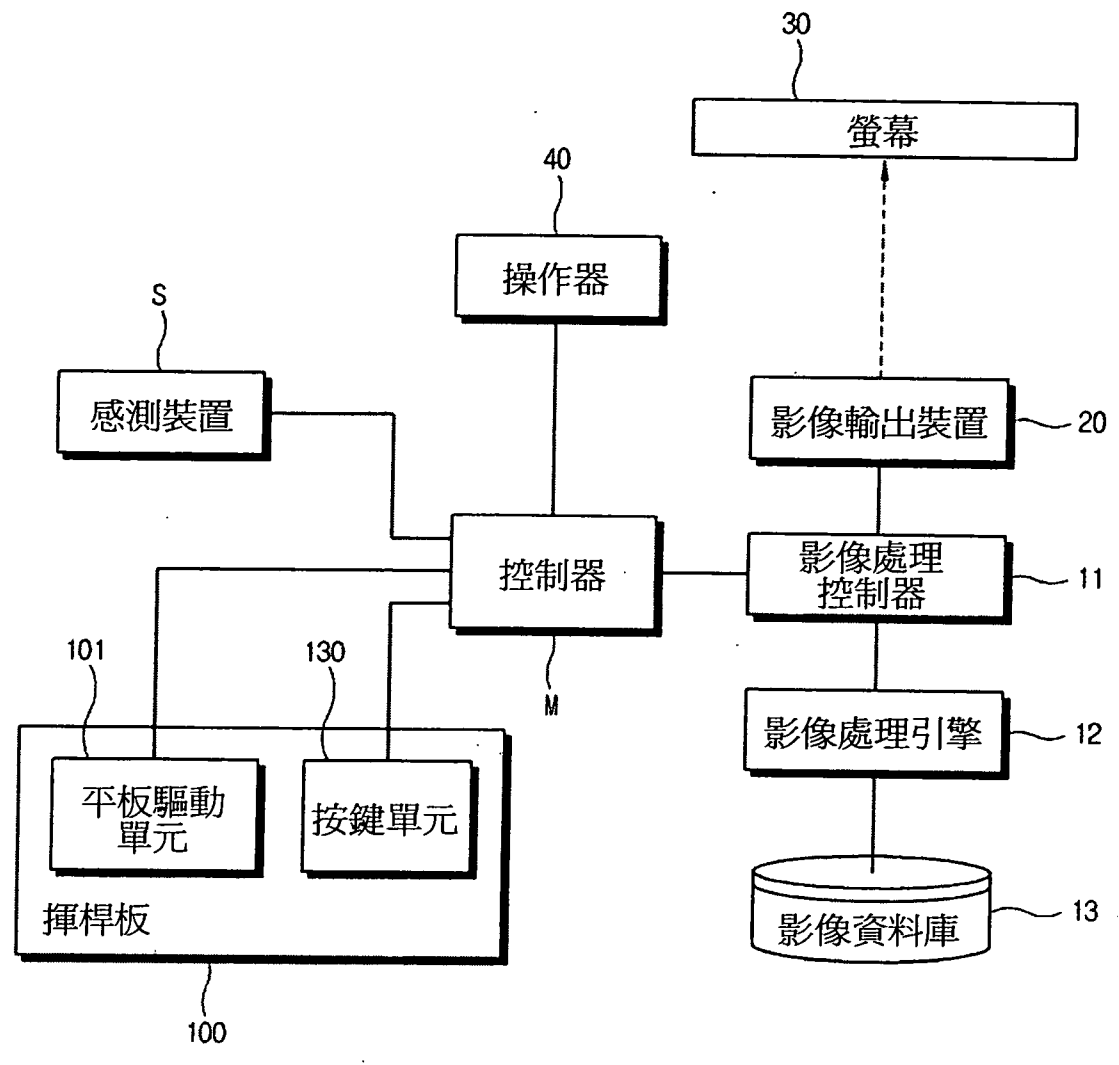 30
螢幕
40
操作器
S
感測裝置
影像輸出裝置
20
控制器
M
影像處理
控制器
11
101
130
影像處理引擎
12
平板驅動
單元
按鍵單元
揮桿板
100
影像資料庫
13